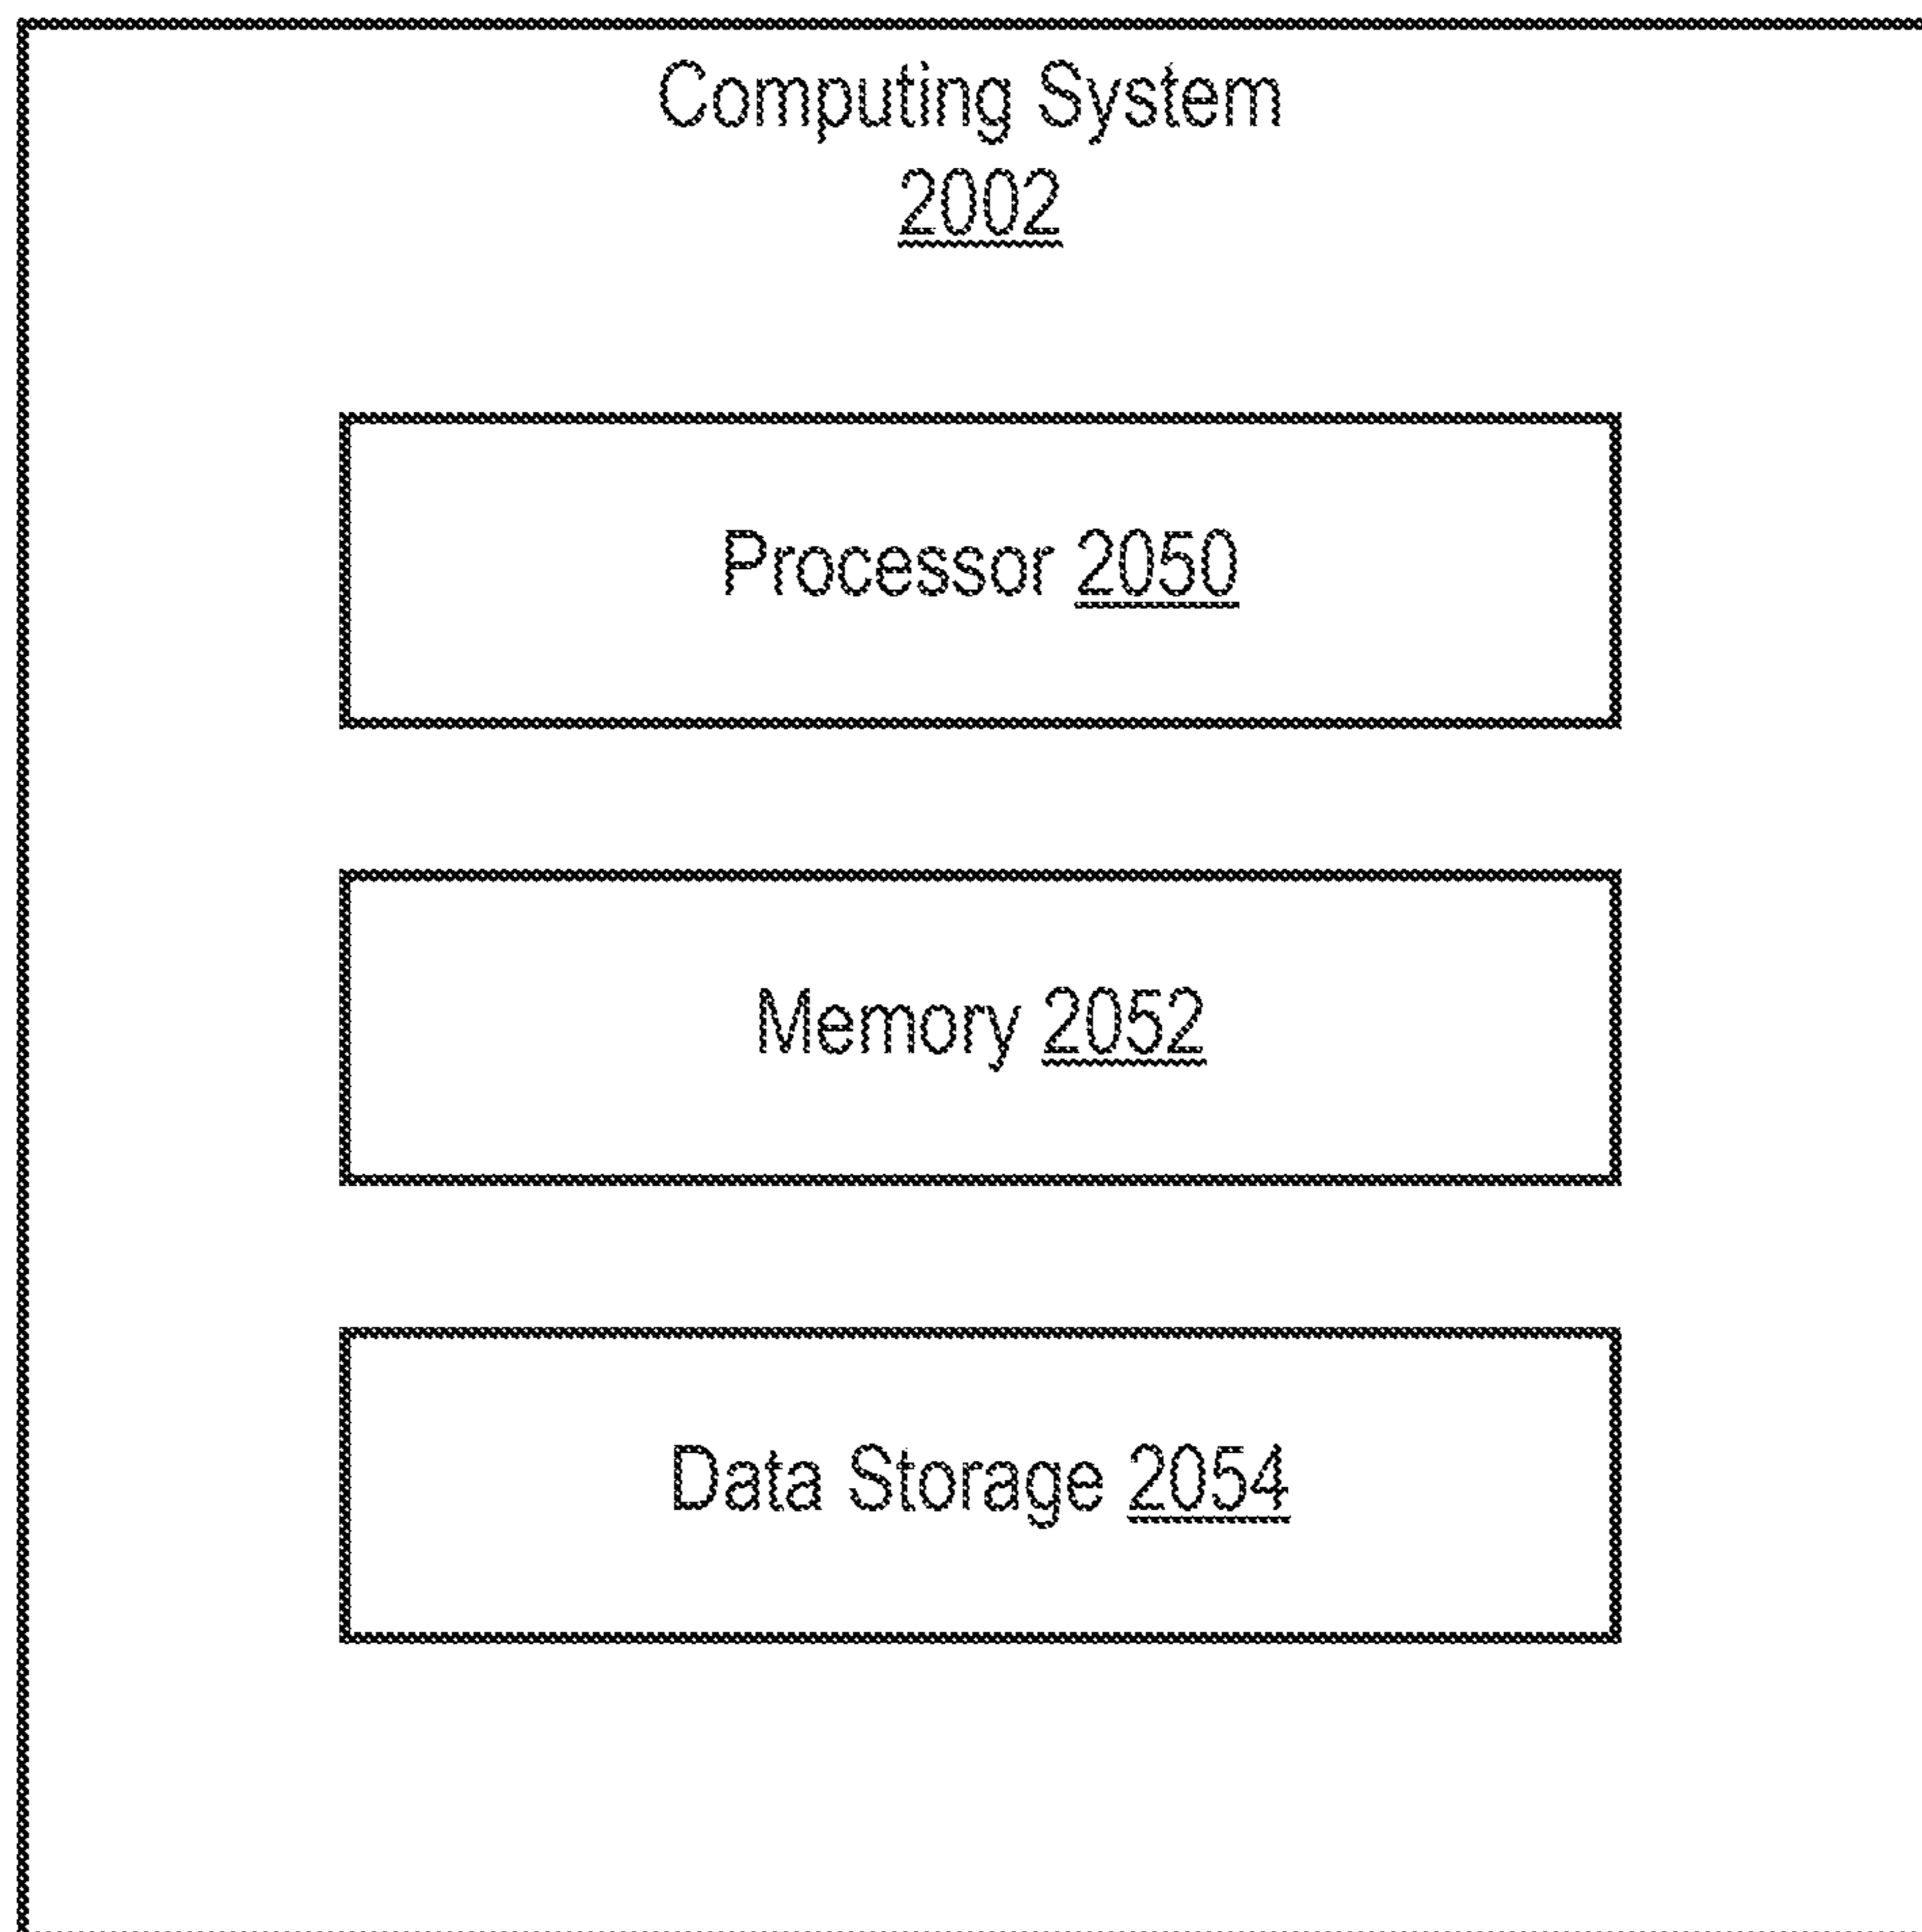 Computing System
2002
Processor 2050
Memory 2052
Data Storage 2054